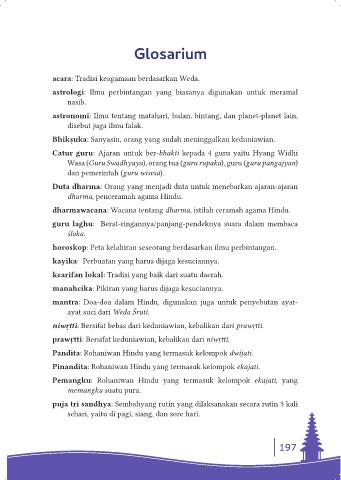 Glosarium
acara: Tradisi keagamaan berdasarkan Weda.
astrologi: Ilmu perbintangan yang biasanya digunakan untuk meramal
nasib.
astronomi: Ilmu tentang matahari, bulan, bintang, dan planet-planet lain,
disebut juga ilmu falak.
Bhikṣuka: Sanyasin, orang yang sudah meninggalkan keduniawian.
Catur guru: Ajaran untuk ber-bhakti kepada 4 guru yaitu Hyang Widhi
Wasa (Guru Swadhyaya), orang tua (guru rupaka), guru (guru pangajyan)
dan pemerintah (guru wisesa).
Duta dharma: Orang yang menjadi duta untuk menebarkan ajaran-ajaran
dharma, penceramah agama Hindu.
dharmawacana: Wacana tentang dharma, istilah ceramah agama Hindu.
guru laghu: Berat-ringannya/panjang-pendeknya suara dalam membaca
śloka.
horoskop: Peta kelahiran seseorang berdasarkan ilmu perbintangan.
kayika: Perbuatan yang harus dijaga kesuciannya.
kearifan lokal: Tradisi yang baik dari suatu daerah.
manahcika: Pikiran yang harus dijaga kesuciannya.
mantra: Doa-doa dalam Hindu, digunakan juga untuk penyebutan ayat-
ayat suci dari Weda Śruti.
niwṛtti: Bersifat bebas dari keduniawian, kebalikan dari prawṛtti.
prawṛtti: Bersifat keduniawian, kebalikan dari niwṛtti.
Pandita: Rohaniwan Hindu yang termasuk kelompok dwijati.
Pinandita: Rohaniwan Hindu yang termasuk kelompok ekajati.
Pemangku: Rohaniwan Hindu yang termasuk kelompok ekajati, yang
memangku suatu pura.
puja tri sandhya: Sembahyang rutin yang dilaksanakan secara rutin 3 kali
sehari, yaitu di pagi, siang, dan sore hari.
197